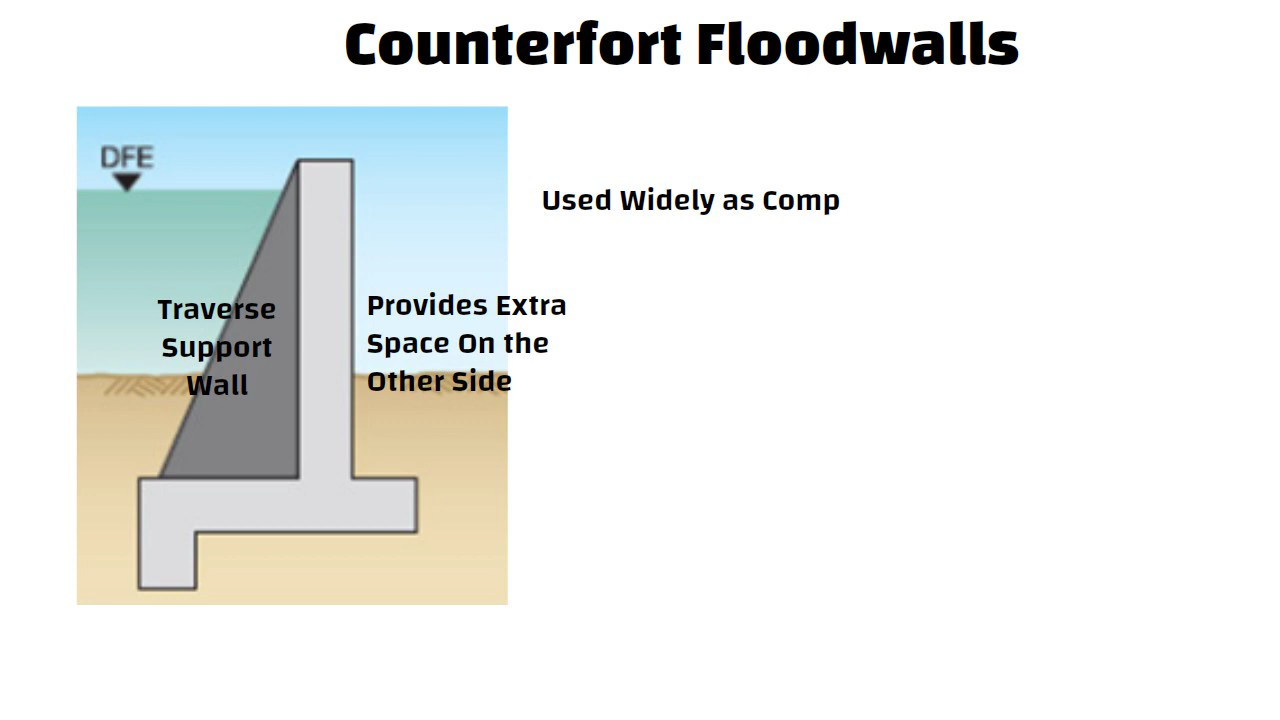 Counterfort Floodwalls
DFE
Used Widely as Comp
Traverse
Support
Wall
Provides Extra
Space On the
Other Side